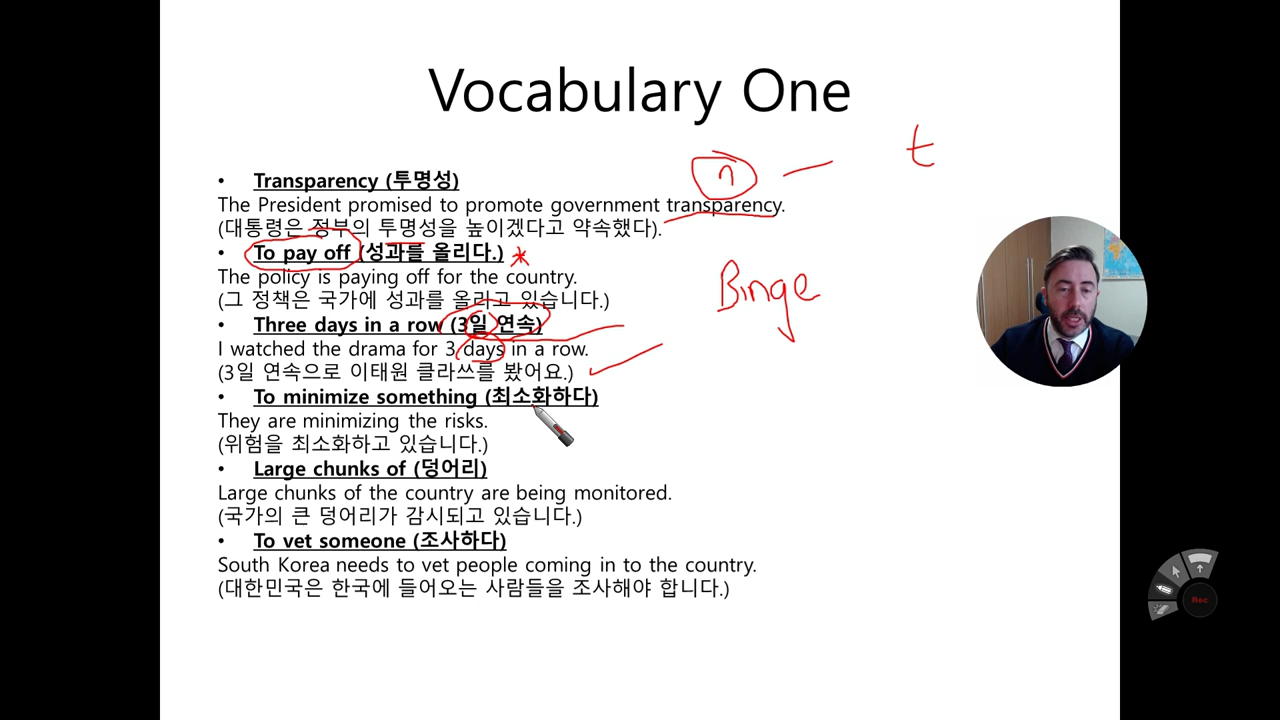 Vocabulary One
n
t
• Transparency (투명성)
The President promised to promote government transparency.
(대통령은 정부의 투명성을 높이겠다고 약속했다).
• To pay off (성과를 올리다.) *
The policy is paying off for the country.
Binge
(그 정책은 국가에 성과를 올리고 있습니다.)
• Three days in a row (3일 연속)
I watched the drama for 3 days in a row.
(3일 연속으로 이태원 클라쓰를 봤어요.)
• To minimize something (최소화하다)
They are minimizing the risks.
(위험을 최소화하고 있습니다.)
• Large chunks of (덩어리)
Large chunks of the country are being monitored.
(국가의 큰 덩어리가 감시되고 있습니다.)
• To vet someone (조사하다)
South Korea needs to vet people coming in to the country.
(대한민국은 한국에 들어오는 사람들을 조사해야 합니다.)
Rec